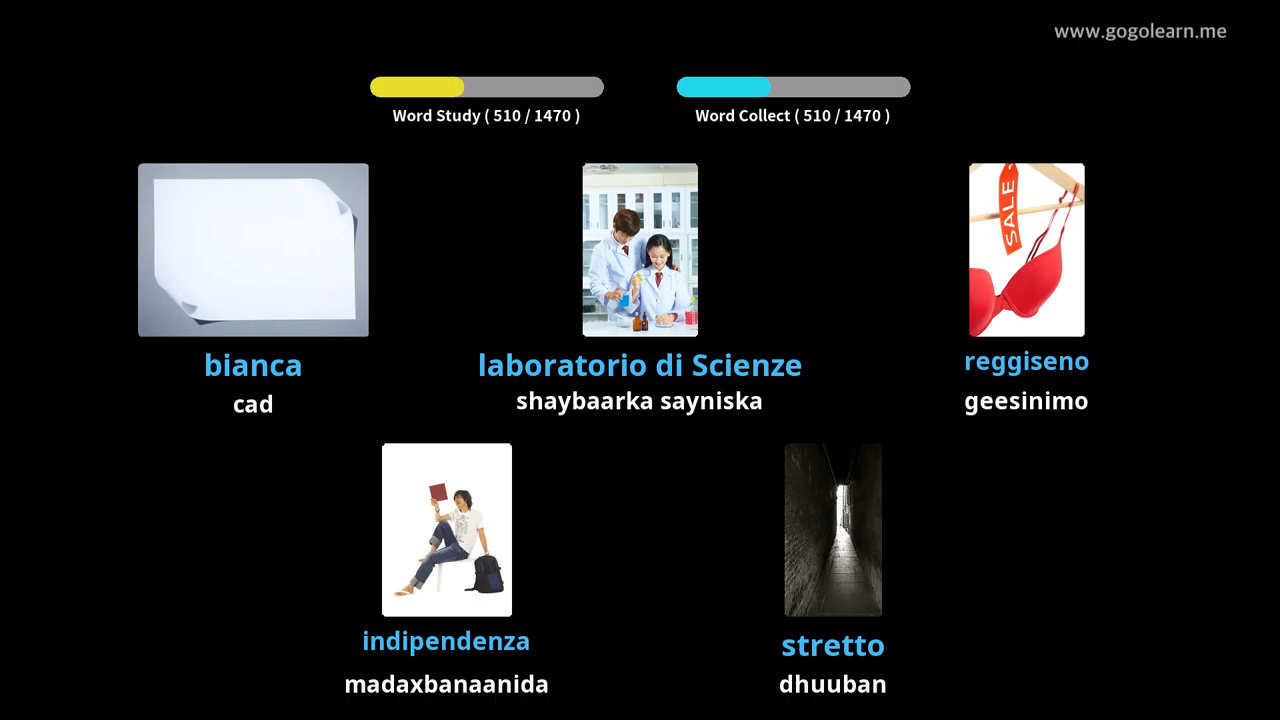 www.gogolearn.me
Word Study ( 510 / 1470 )
Word Collect ( 510 / 1470 )
SALE
bianca
cad
laboratorio di Scienze
shaybaarka sayniska
reggiseno
geesinimo
indipendenza
madaxbanaanida
stretto
dhuuban